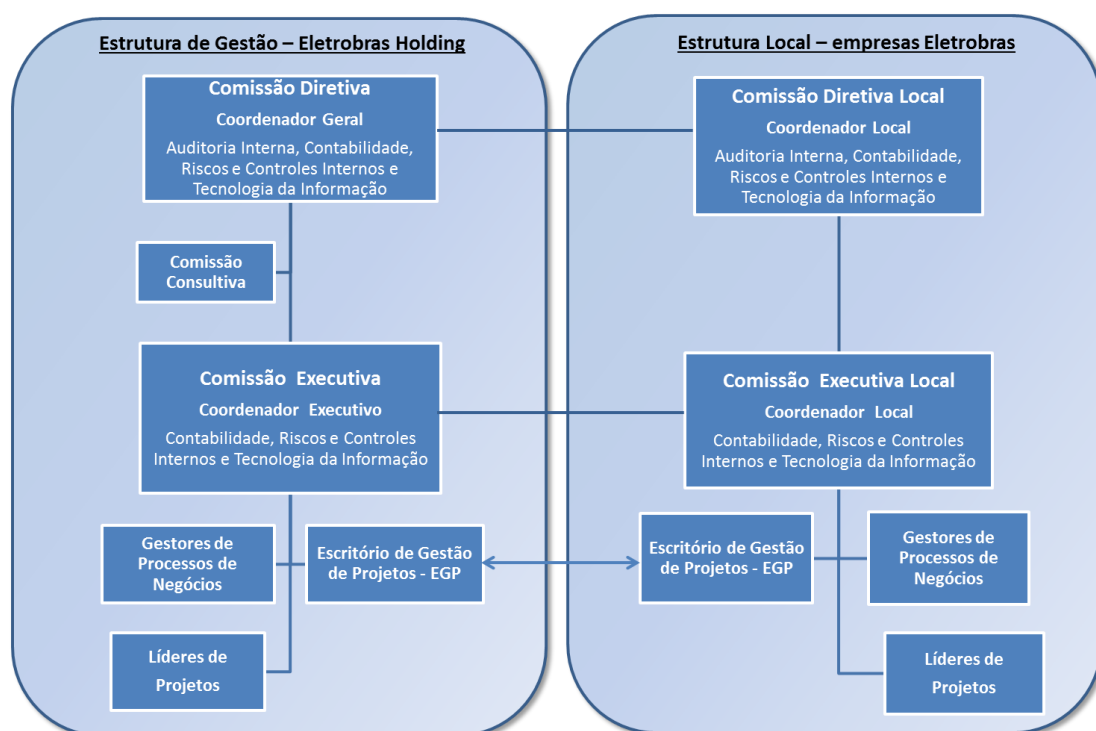 Estrutura de Gestão – Eletrobras Holding
Comissão Diretiva
Coordenador Geral
Auditoria Interna, Contabilidade,
Riscos e Controles Internos e
Tecnologia da Informação
Comissão
Consultiva
Comissão Executiva
Coordenador Executivo
Contabilidade, Riscos e Controles
Internos e Tecnologia da Informação
Gestores de
Processos de
Negócios
Escritório de Gestão
de Projetos - EGP
Líderes de
Projetos
Estrutura Local – empresas Eletrobras
Comissão Diretiva Local
Coordenador Local
Auditoria Interna, Contabilidade,
Riscos e Controles Internos e
Tecnologia da Informação
Comissão Executiva Local
Coordenador Local
Contabilidade, Riscos e Controles
Internos e Tecnologia da Informação
Escritório de Gestão
de Projetos - EGP
Gestores de
Processos de
Negócios
Líderes de
Projetos